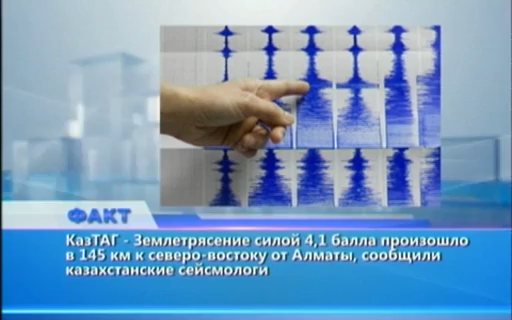 ФАКТ
КазТАГ - Землетрясение силой 4,1 балла произошло
в 145 км к северо-востоку от Алматы, сообщили
казахстанские сейсмологи